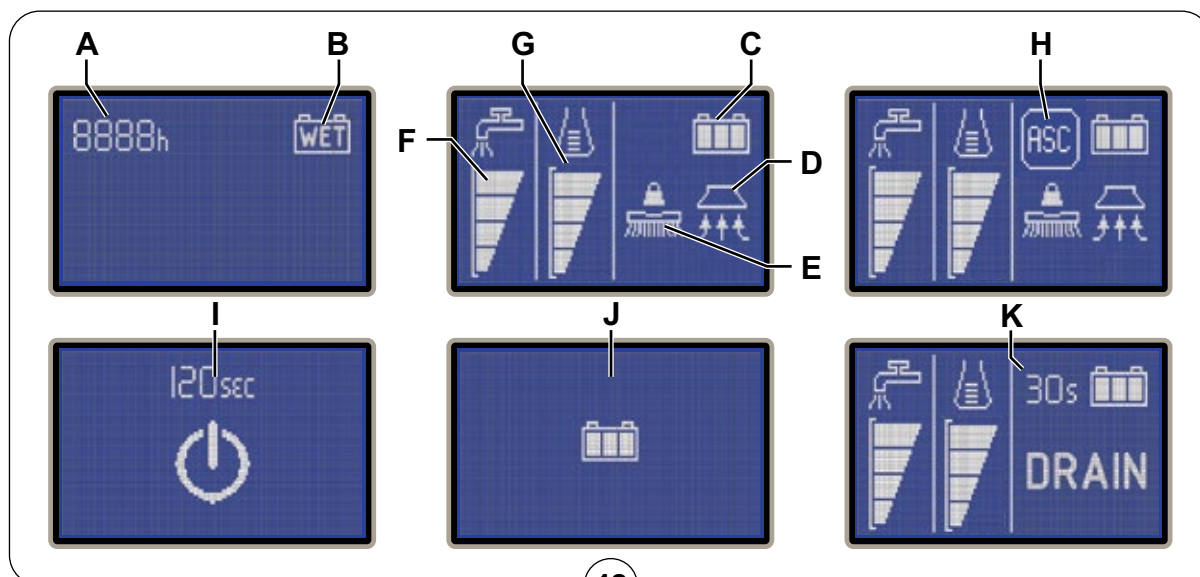 A B G C H
F D E
8888h WET
ASC
I J K
120SEC
30s
DRAIN